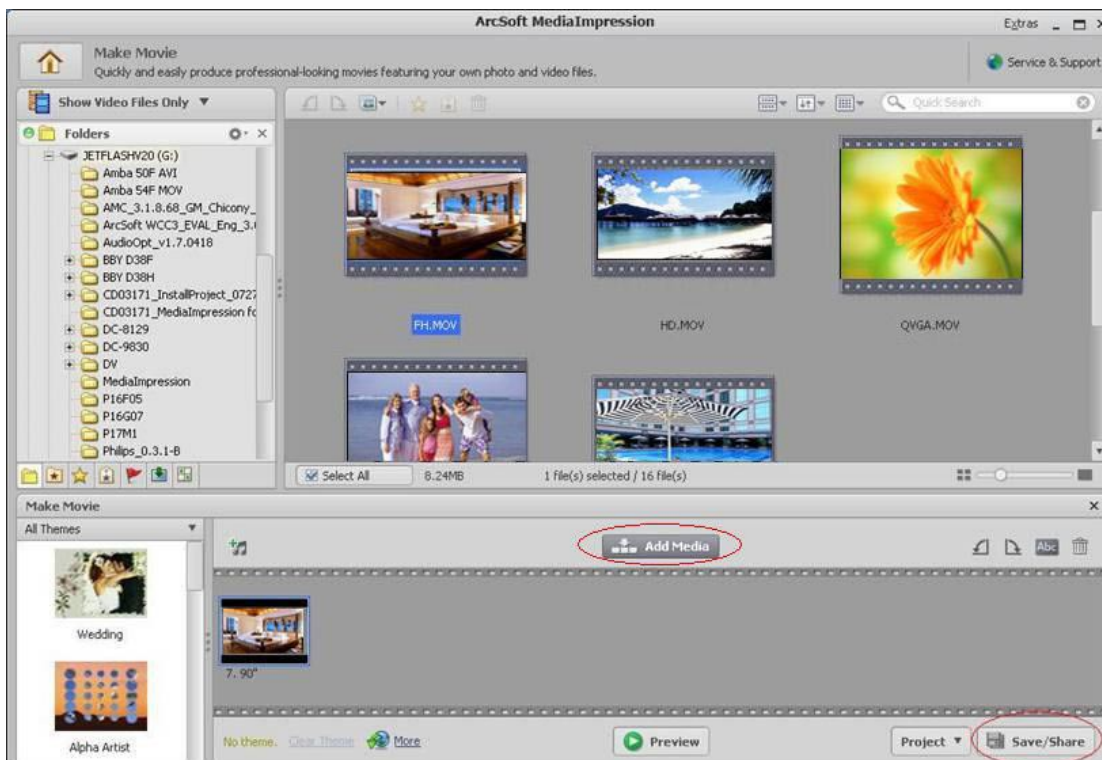 ArcSoft MediaImpression
Extras
Make Movie
Quickly and easily produce professional-looking movies featuring your own photo and video files.
Service & Support
Show Video Files Only
Quick Search
Folders
JETFLASHV20 (G:)
Amba 50F AVI
Amba 54F MOV
AMC_3.1.8.68_GM_Chicony_
ArcSoft WCC3_EVAL_Eng_3.
AudioOpt_v1.7.0418
BBY D38F
BBY D38H
CD03171_InstallProject_0727
CD03171_MediaImpression fo
DC-8129
DC-9830
DV
MediaImpression
P16F05
P16G07
P17M1
Philips_0.3.1-B
FH.MOV
HD.MOV
QVGA.MOV
Select All
8.24MB
1 file(s) selected / 16 file(s)
Make Movie
All Themes
Add Media
Abc
Wedding
7. 90"
Alpha Artist
No theme.
Clear Theme
More
Preview
Project
Save/Share